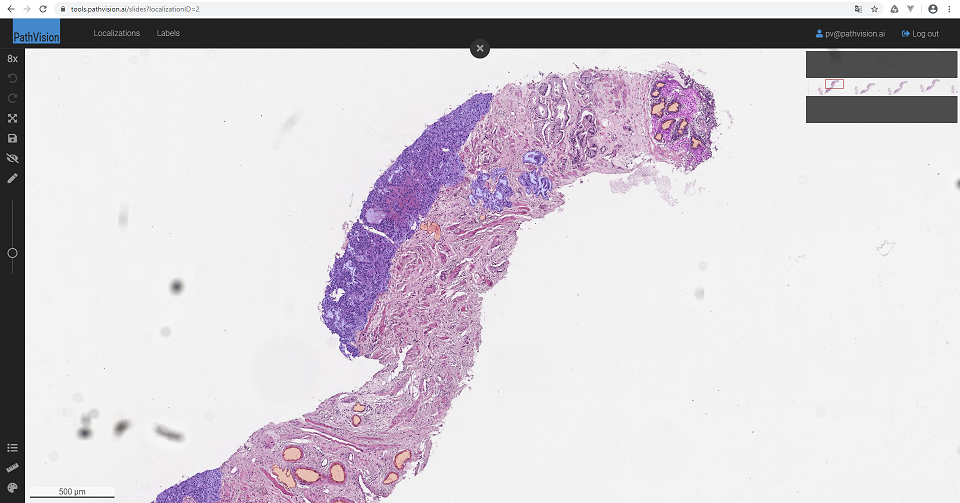 tools.pathvision.ai/slides?localizationID=2
PathVision
Localizations
Labels
pv@pathvision.ai
Log out
8x
500 µm